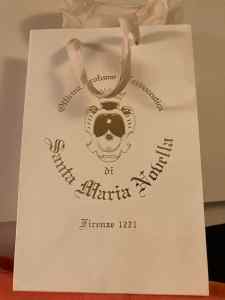 Officina Profumo Farmaceutica
di
Santa Maria Novella
Firenze 1221